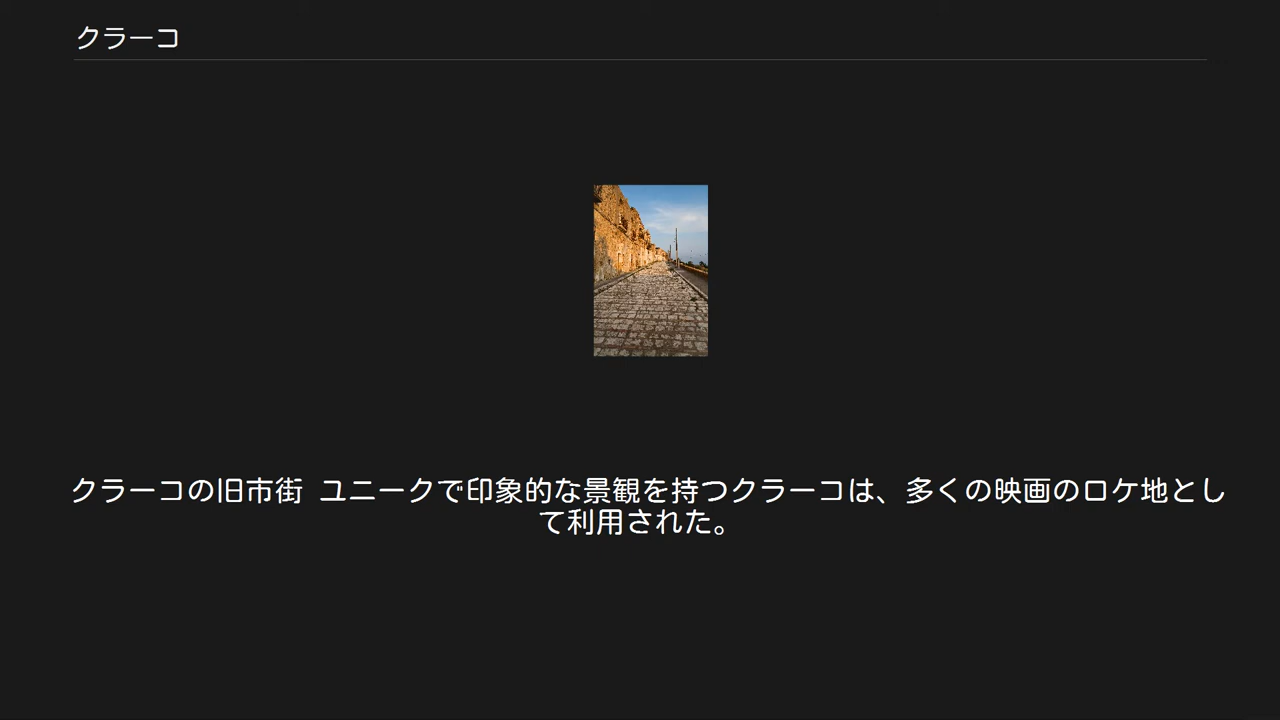 クラーコ
クラーコの旧市街 ユニークで印象的な景観を持つクラーコは、多くの映画のロケ地とし
て利用された。